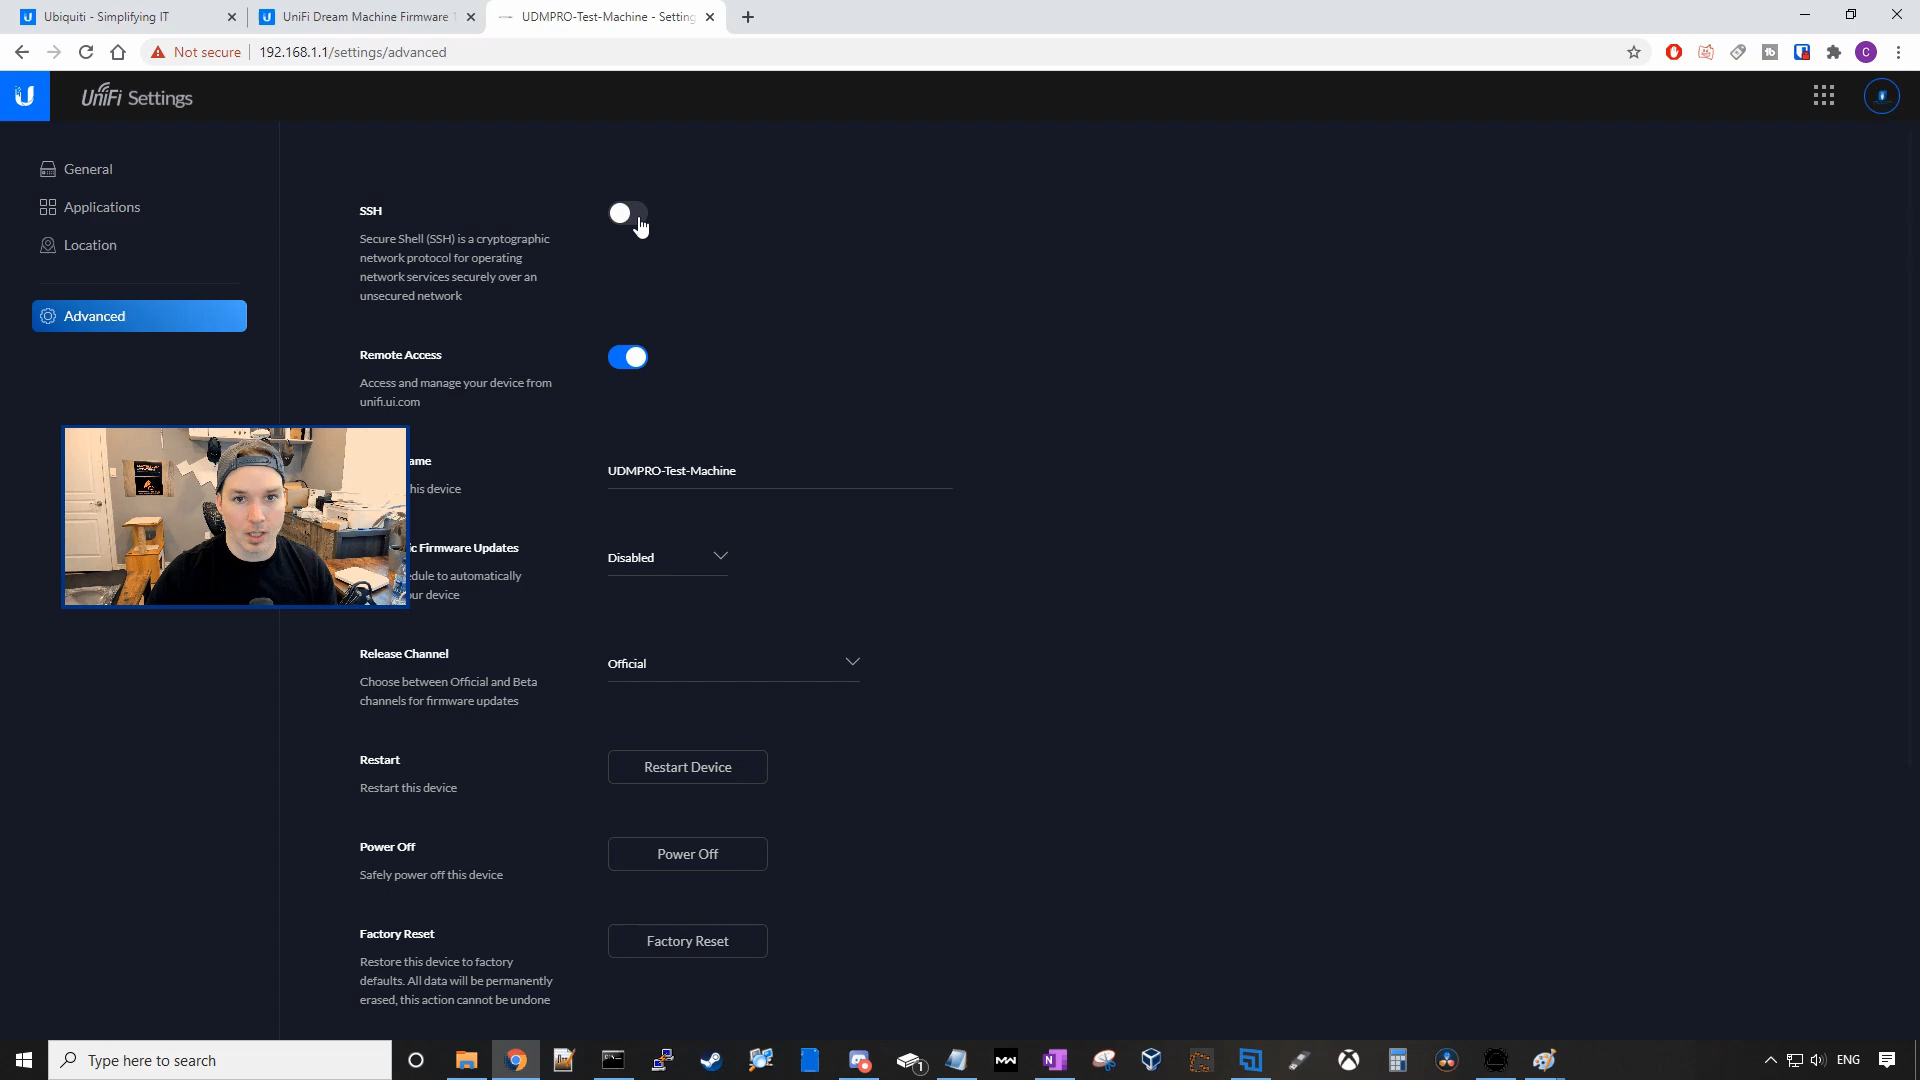 Ubiquiti - Simplifying IT
UniFi Dream Machine Firmware
UDMPRO-Test-Machine - Setting
Not secure
192.168.1.1/settings/advanced
C
UniFi Settings
General
Applications
Location
Advanced
SSH
Secure Shell (SSH) is a cryptographic
network protocol for operating
network services securely over an
unsecured network
Remote Access
Access and manage your device from
unifi.ui.com
ame
UDMPRO-Test-Machine
his device
ic Firmware Updates
Disabled
edule to automatically
ur device
Release Channel
Official
Choose between Official and Beta
channels for firmware updates
Restart
Restart Device
Restart this device
Power Off
Power Off
Safely power off this device
Factory Reset
Factory Reset
Restore this device to factory
defaults. All data will be permanently
erased, this action cannot be undone
Type here to search
1
MW
N
ENG